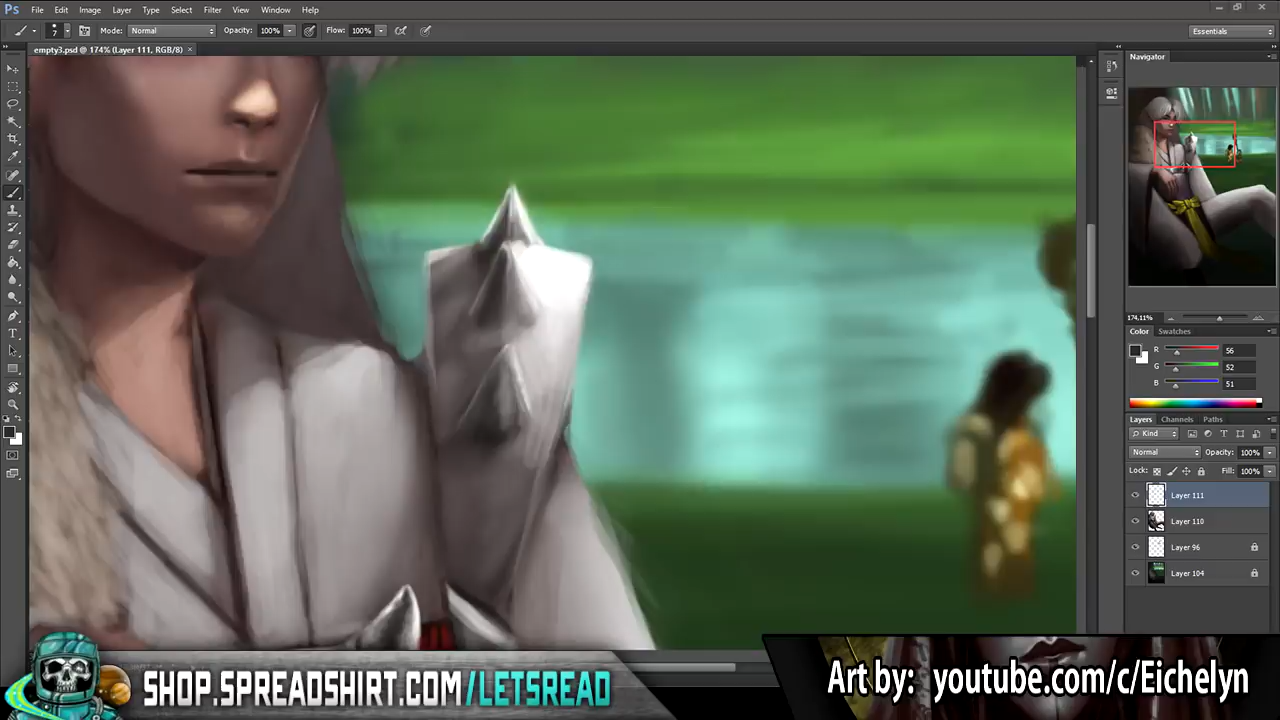 Ps File Edit Image Layer Type Select Filter View Window Help
7 Mode: Normal Opacity: 100% Flow: 100% Essentials
empty3.psd @ 174% (Layer 111, RGB/8) ×
Navigator
174.11%
Color Swatches
R 56
G 52
B 51
Layers Channels Paths
Kind
Normal Opacity: 100%
Lock: Fill: 100%
Layer 111
Layer 110
Layer 96
Layer 104
SHOP.SPREADSHIRT.COM/LETSREAD
Art by: youtube.com/c/Eichelyn